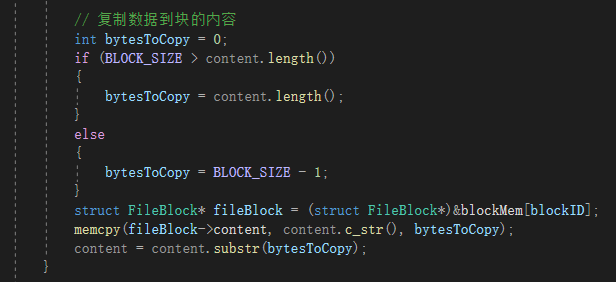 // 复制数据到块的内容
int bytesToCopy = 0;
if (BLOCK_SIZE > content.length())
{
bytesToCopy = content.length();
}
else
{
bytesToCopy = BLOCK_SIZE - 1;
}
struct FileBlock* fileBlock = (struct FileBlock*)&blockMem[blockID];
memcpy(fileBlock->content, content.c_str(), bytesToCopy);
content = content.substr(bytesToCopy);
}